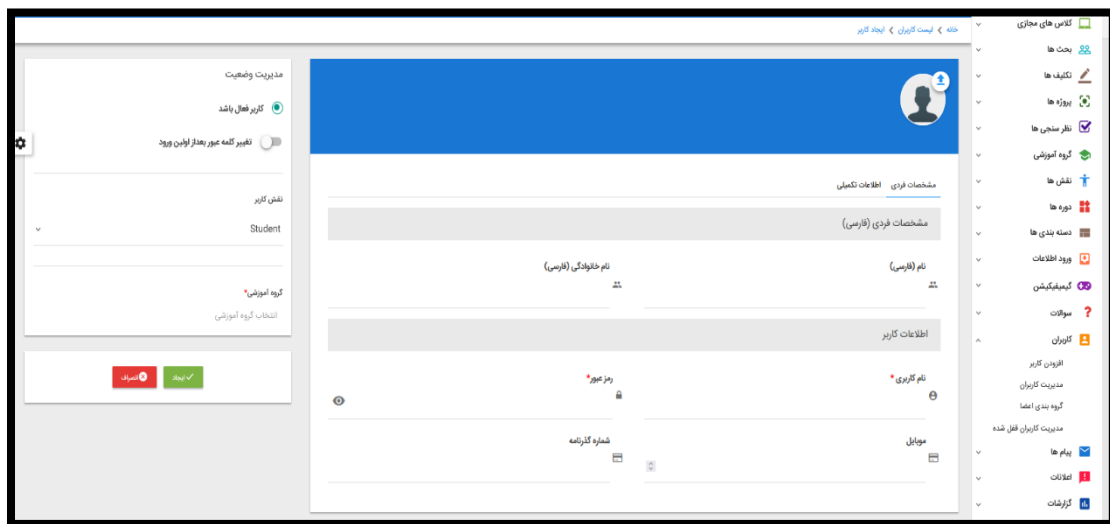 کلاس های مجازی
بحث ها
تکلیف ها
پروژه ها
نظر سنجی ها
گروه آموزشی
نقش ها
دوره ها
دسته بندی ها
ورود اطلاعات
گیمیفیکیشن
سوالات
کاربران
افزودن کاربر
مدیریت کاربران
گروه بندی اعضا
مدیریت کاربران قفل شده
پیام ها
اعلانات
گزارشات
خانه ❯ لیست کاربران ❯ ایجاد کاربر
مشخصات فردی اطلاعات تکمیلی
مشخصات فردی (فارسی)
نام (فارسی) نام خانوادگی (فارسی)
اطلاعات کاربر
نام کاربری * رمز عبور*
موبایل شماره گذرنامه
مدیریت وضعیت
کاربر فعال باشد
تغییر کلمه عبور بعداز اولین ورود
نقش کاربر
Student
گروه آموزشی*
انتخاب گروه آموزشی
ایجاد انصراف